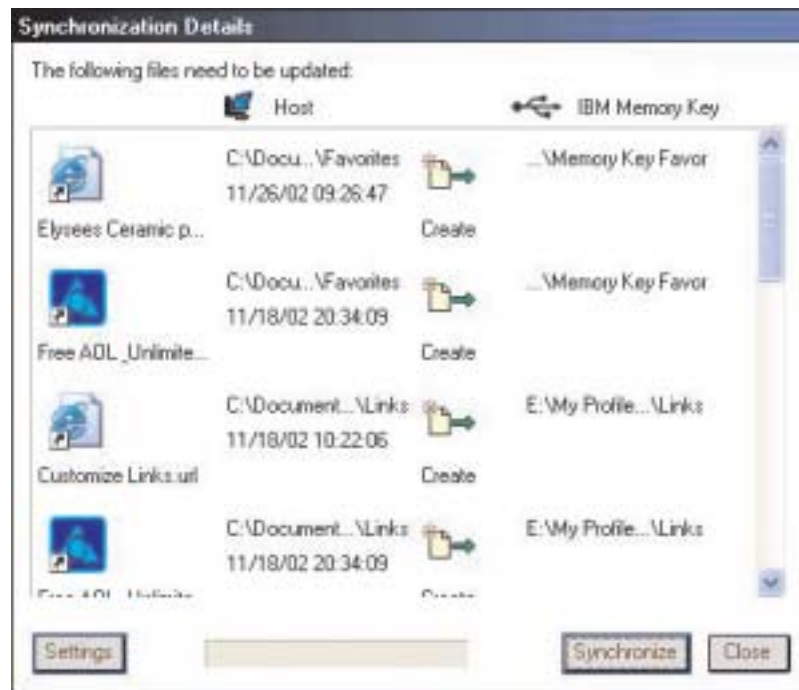 Synchronization Details
The following files need to be updated:
Host IBM Memory Key
C:\Docu...\Favorites ...\Memory Key Favor
11/26/02 09:26:47
Elysees Ceramic p... Create
C:\Docu...\Favorites ...\Memory Key Favor
11/18/02 20:34:09
Free AOL_Unlimite... Create
C:\Document...\Links E:\My Profile...\Links
11/18/02 10:22:06
Customize Links.url Create
C:\Document...\Links E:\My Profile...\Links
11/18/02 20:34:09
Settings Synchronize Close